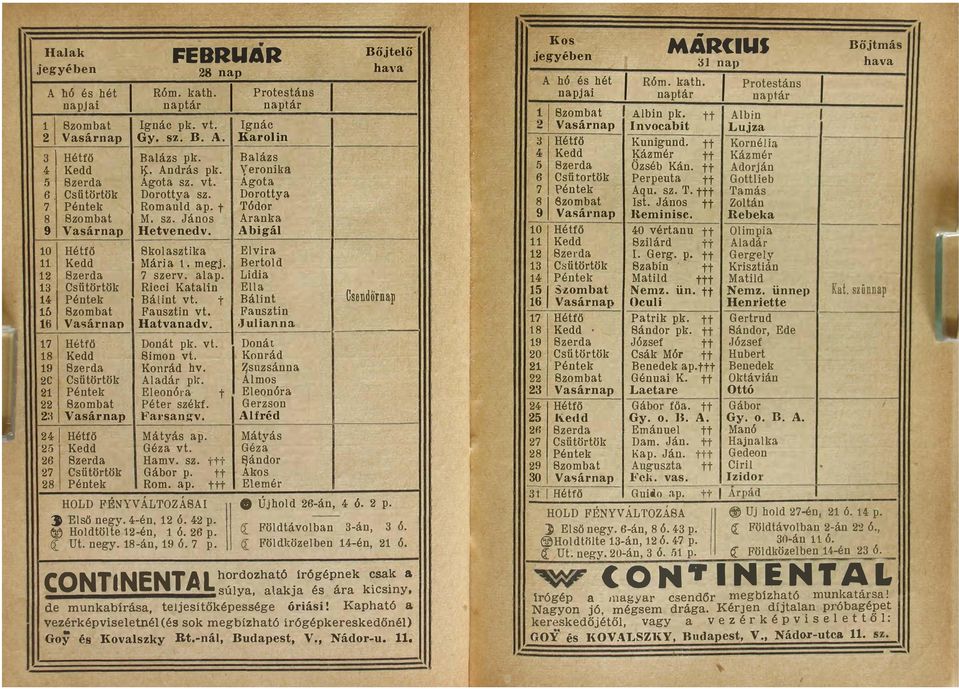 Halak jegyében
FEBRUÁR
28 nap
Bőjtelő hava
A hó és hét napjai | Róm. kath. naptár | Protestáns naptár
1 Szombat | Ignác pk. vt. | Ignác
2 Vasárnap | Gy. sz. B. A. | Karolin
3 Hétfő | Balázs pk. | Balázs
4 Kedd | K. András pk. | Veronika
5 Szerda | Ágota sz. vt. | Ágota
6 Csütörtök | Dorottya sz. | Dorottya
7 Péntek | Romauld ap. † | Tódor
8 Szombat | M. sz. János | Aranka
9 Vasárnap | Hetvenedv. | Abigál
10 Hétfő | Skolasztika | Elvira
11 Kedd | Mária l. megj. | Bertold
12 Szerda | 7 szerv. alap. | Lidia
13 Csütörtök | Ricci Katalin | Ella
14 Péntek | Bálint vt. † | Bálint | Csendőrnap
15 Szombat | Fausztin vt. | Fausztin
16 Vasárnap | Hatvanadv. | Julianna
17 Hétfő | Donát pk. vt. | Donát
18 Kedd | Simon vt. | Konrád
19 Szerda | Konrád hv. | Zsuzsánna
20 Csütörtök | Aladár pk. | Álmos
21 Péntek | Eleonóra † | Eleonóra
22 Szombat | Péter székf. | Gerzson
23 Vasárnap | Farsangv. | Alfréd
24 Hétfő | Mátyás ap. | Mátyás
25 Kedd | Géza vt. | Géza
26 Szerda | Hamv. sz. ††† | Sándor
27 Csütörtök | Gábor p. †† | Ákos
28 Péntek | Rom. ap. ††† | Elemér
HOLD FÉNYVÁLTOZÁSAI
Első negy. 4-én, 12 ó. 42 p.
Holdtölte 12-én, 1 ó. 26 p.
Ut. negy. 18-án, 19 ó. 7 p.
Újhold 26-án, 4 ó. 2 p.
Földtávolban 3-án, 3 ó.
Földközelben 14-én, 21 ó.
CONTINENTAL hordozható írógépnek csak a
súlya, alakja és ára kicsiny,
de munkabírása, teljesítőképessége óriási! Kapható a
vezérképviseletnél (és sok megbízható írógépkereskedőnél)
Goÿ és Kovalszky Rt.-nál, Budapest, V., Nádor-u. 11.
Kos jegyében
MÁRCIUS
31 nap
Bőjtmás hava
A hó és hét napjai | Róm. kath. naptár | Protestáns naptár
1 Szombat | Albin pk. †† | Albin
2 Vasárnap | Invocabit | Lujza
3 Hétfő | Kunigund. †† | Kornélia
4 Kedd | Kázmér †† | Kázmér
5 Szerda | Özséb Kán. †† | Adorján
6 Csütörtök | Perpeuta †† | Gottlieb
7 Péntek | Aqu. sz. T. ††† | Tamás
8 Szombat | Ist. János †† | Zoltán
9 Vasárnap | Reminisc. | Rebeka
10 Hétfő | 40 vértanu †† | Olimpia
11 Kedd | Szilárd †† | Aladár
12 Szerda | I. Gerg. p. †† | Gergely
13 Csütörtök | Szabin †† | Krisztián
14 Péntek | Matild ††† | Matild
15 Szombat | Nemz. ün. †† | Nemz. ünnep | Kat. szünnap
16 Vasárnap | Oculi | Henriette
17 Hétfő | Patrik pk. †† | Gertrud
18 Kedd | Sándor pk. †† | Sándor, Ede
19 Szerda | József †† | József
20 Csütörtök | Csák Mór †† | Hubert
21 Péntek | Benedek ap. ††† | Benedek
22 Szombat | Génuai K. †† | Oktávián
23 Vasárnap | Laetare | Ottó
24 Hétfő | Gábor főa. †† | Gábor
25 Kedd | Gy. o. B. A. | Gy. o. B. A.
26 Szerda | Emánuel †† | Manó
27 Csütörtök | Dam. Ján. †† | Hajnalka
28 Péntek | Kap. Ján. ††† | Gedeon
29 Szombat | Auguszta †† | Ciril
30 Vasárnap | Fek. vas. | Izidor
31 Hétfő | Guido ap. †† | Árpád
HOLD FÉNYVÁLTOZÁSA
Első negy. 6-án, 8 ó. 43 p.
Holdtölte 13-án, 12 ó. 47 p.
Ut. negy. 20-án, 3 ó. 51 p.
Uj hold 27-én, 21 ó. 14 p.
Földtávolban 2-án 22 ó.,
30-án 11 ó.
Földközelben 14-én 23 ó.
CONTINENTAL
írógép a magyar csendőr megbízható munkatársa!
Nagyon jó, mégsem drága. Kérjen díjtalan próbagépet
kereskedőjétől, vagy a vezérképviselettől:
GOŸ és KOVALSZKY, Budapest, V., Nádor-utca 11. sz.